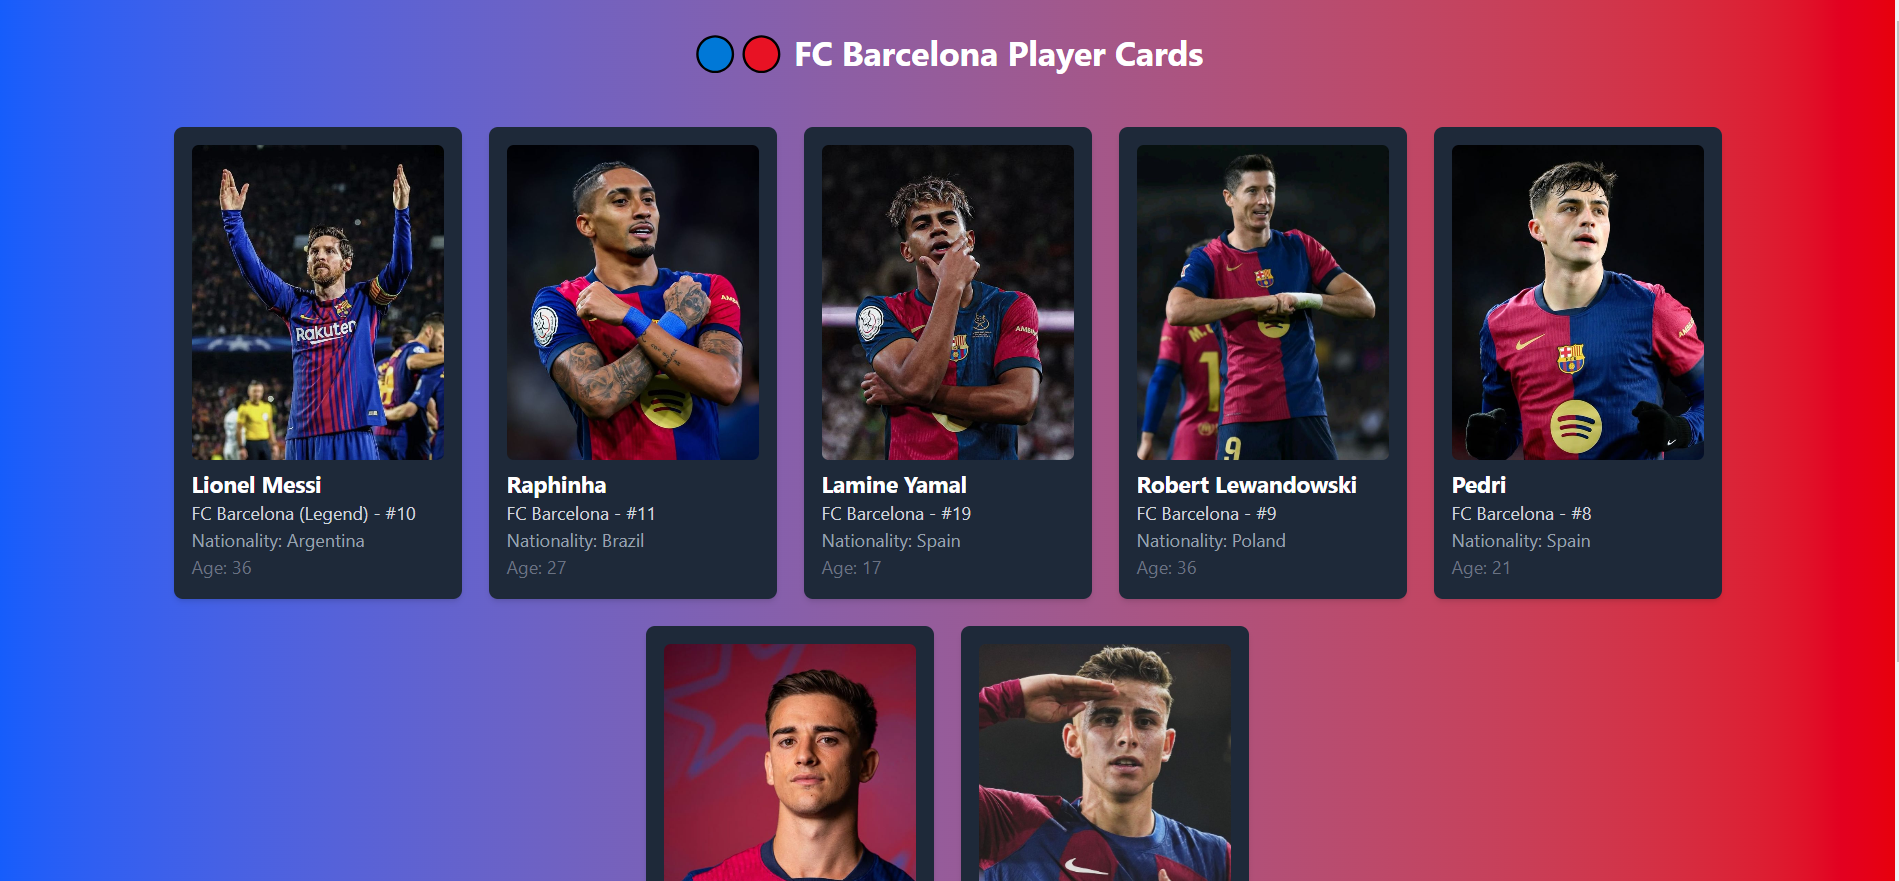 FC Barcelona Player Cards
Rakuten
Lionel Messi
FC Barcelona (Legend) - #10
Nationality: Argentina
Age: 36
Raphinha
FC Barcelona - #11
Nationality: Brazil
Age: 27
Lamine Yamal
FC Barcelona - #19
Nationality: Spain
Age: 17
9
Robert Lewandowski
FC Barcelona - #9
Nationality: Poland
Age: 36
Pedri
FC Barcelona - #8
Nationality: Spain
Age: 21